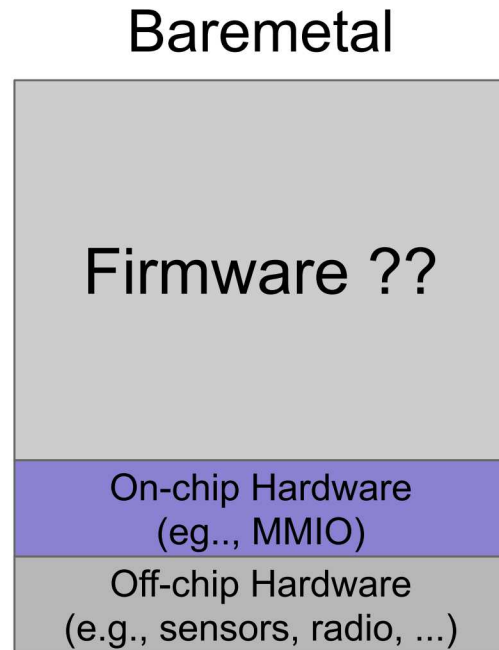 Baremetal
Firmware ??
On-chip Hardware
(eg.., MMIO)
Off-chip Hardware
(e.g., sensors, radio, ...)